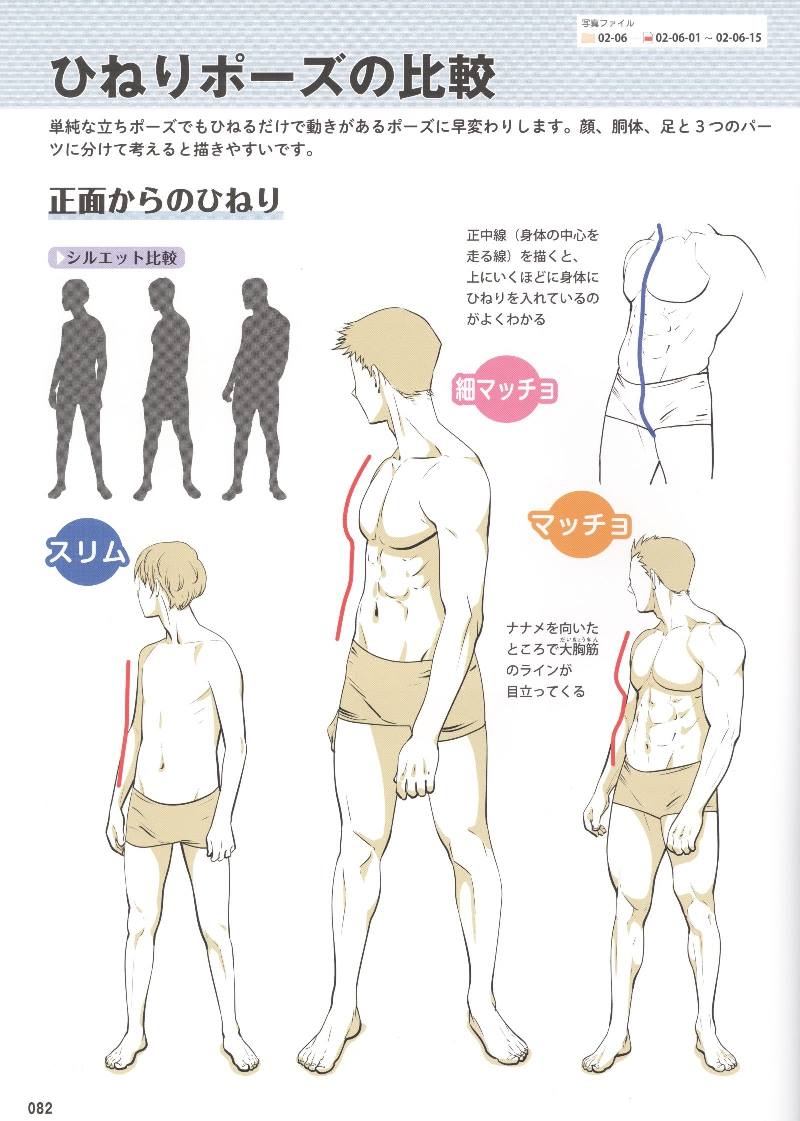 写真ファイル
02-06 02-06-01 ~ 02-06-15
ひねりポーズの比較
単純な立ちポーズでもひねるだけで動きがあるポーズに早変わりします。顔、胴体、足と3つのパー
ツに分けて考えると描きやすいです。
正面からのひねり
シルエット比較
正中線（身体の中心を
走る線）を描くと、
上にいくほどに身体に
ひねりを入れているの
がよくわかる
細マッチョ
スリム
マッチョ
ナナメを向いた
だいきょうきん
ところで大胸筋
のラインが
目立ってくる
082